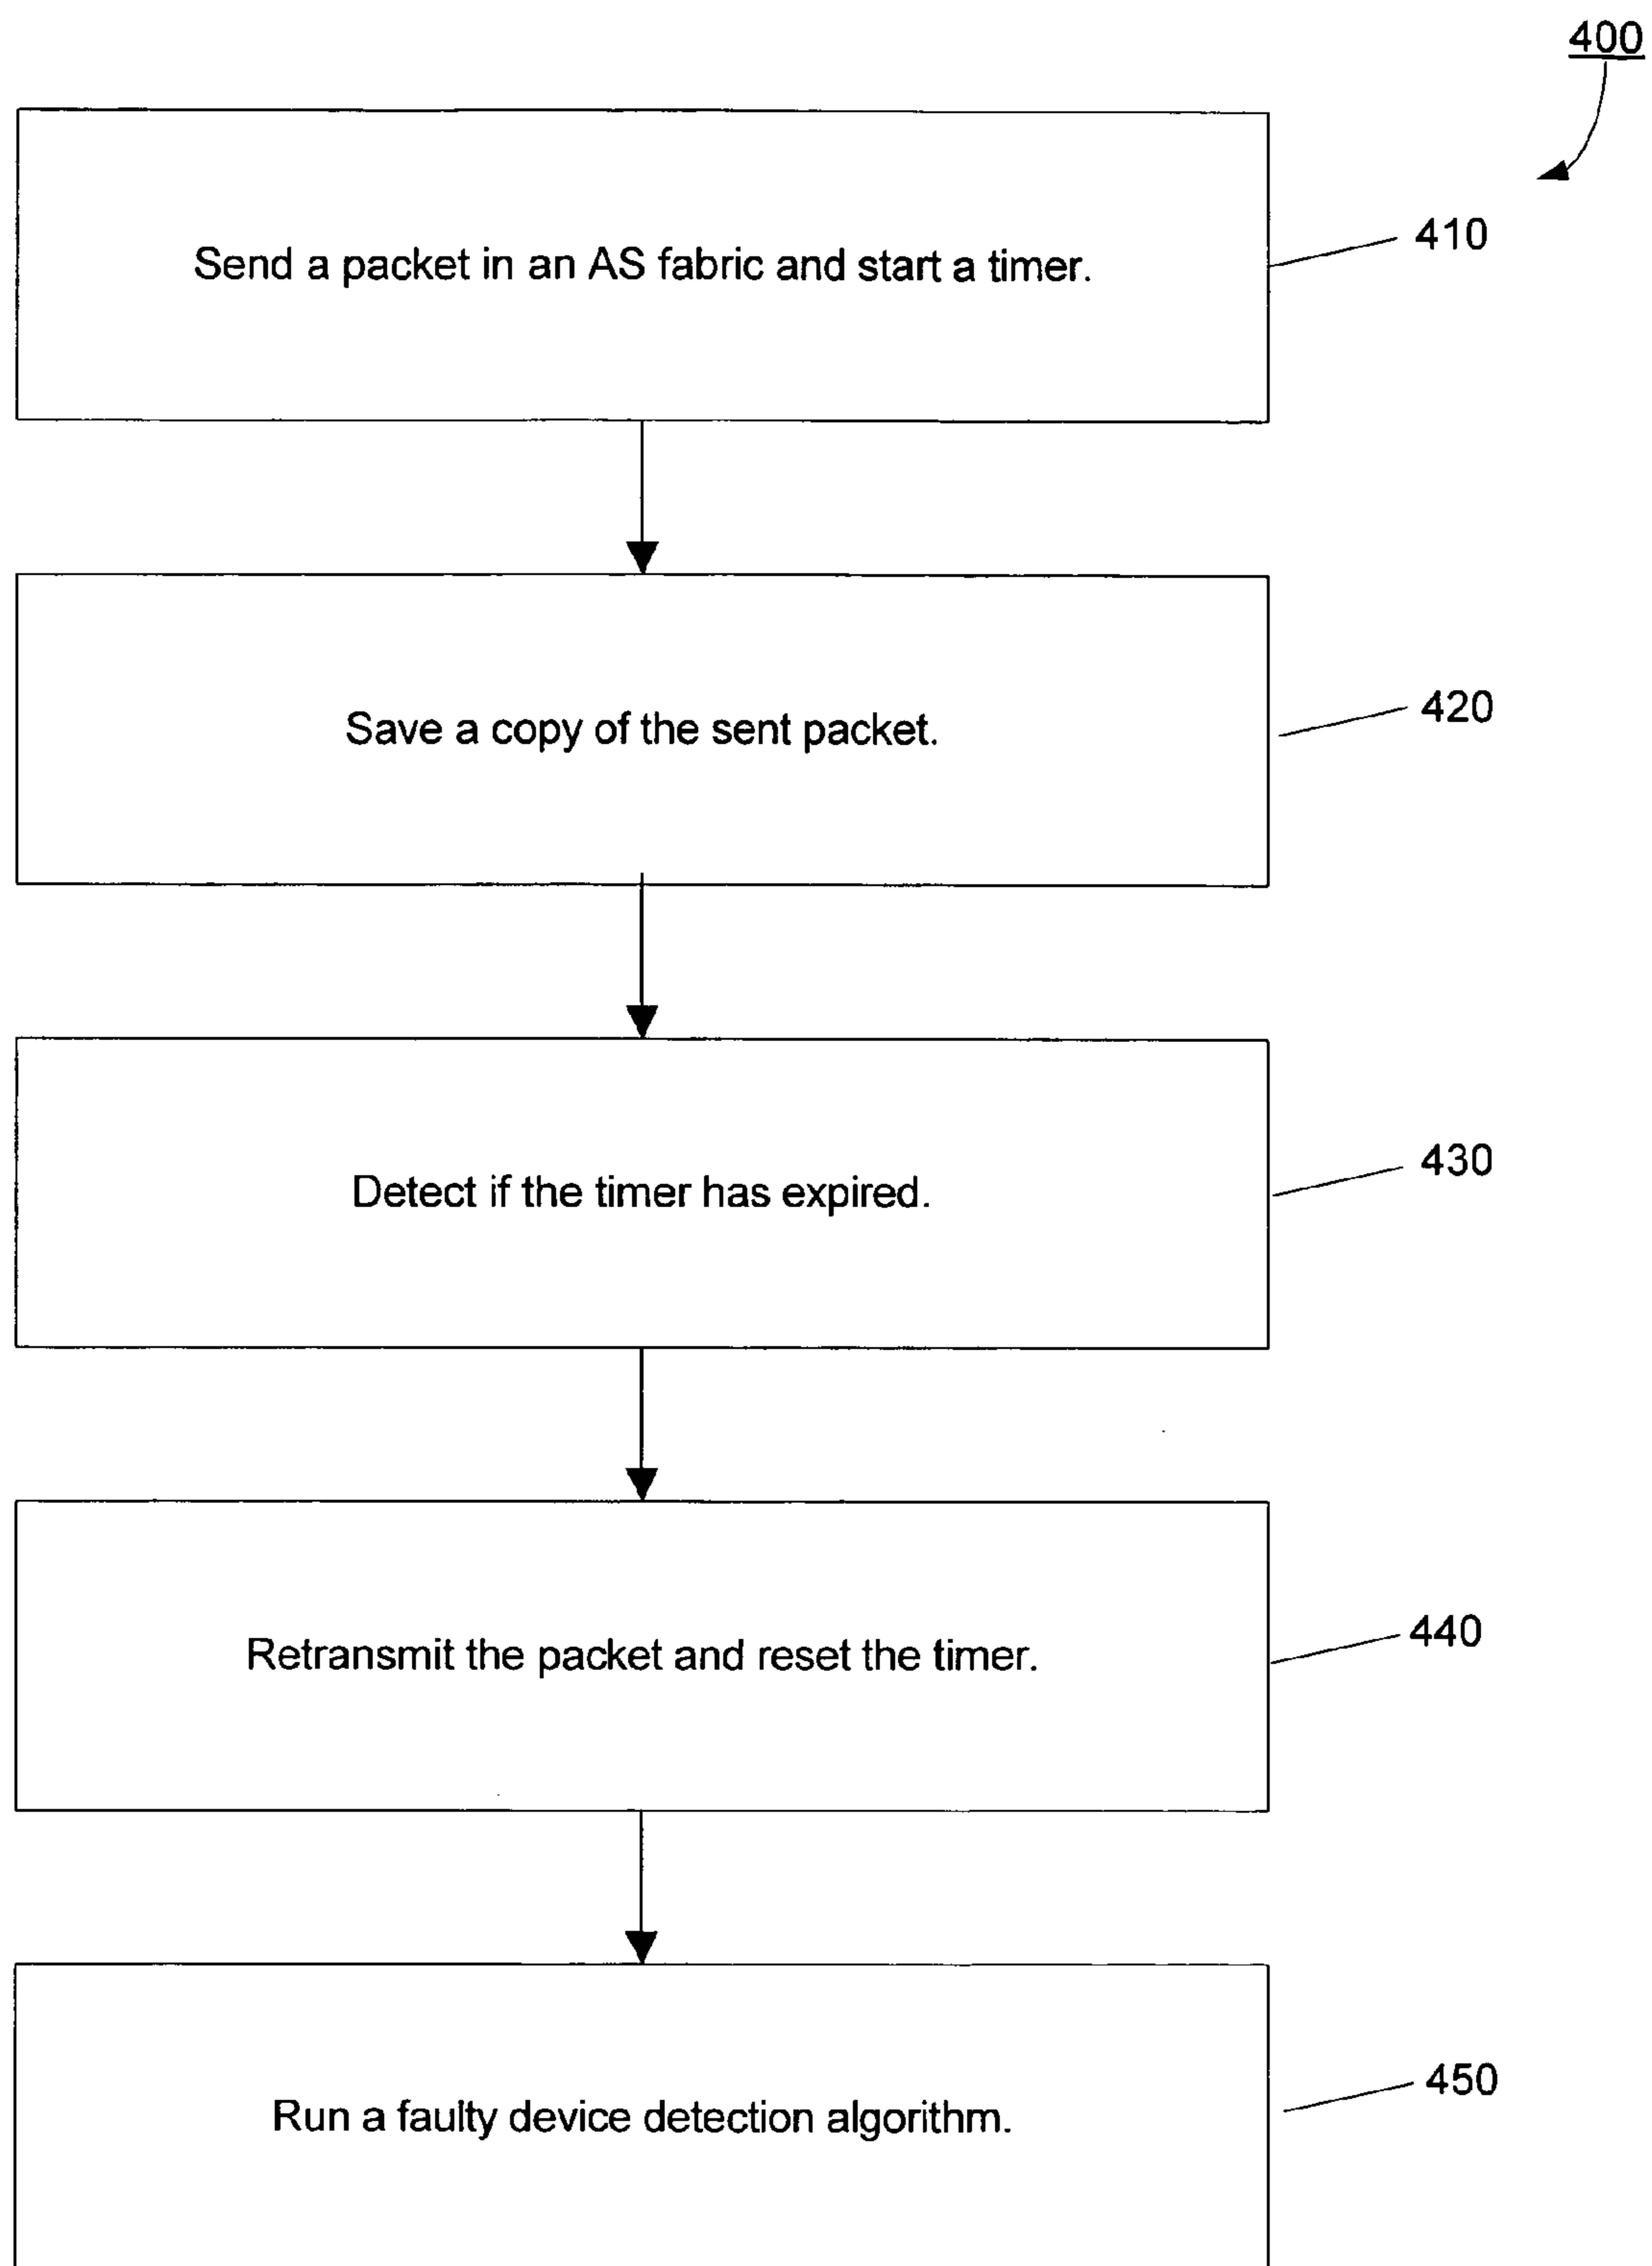 400
Send a packet in an AS fabric and start a timer.
410
Save a copy of the sent packet.
420
Detect if the timer has expired.
430
Retransmit the packet and reset the timer.
440
Run a faulty device detection algorithm.
450